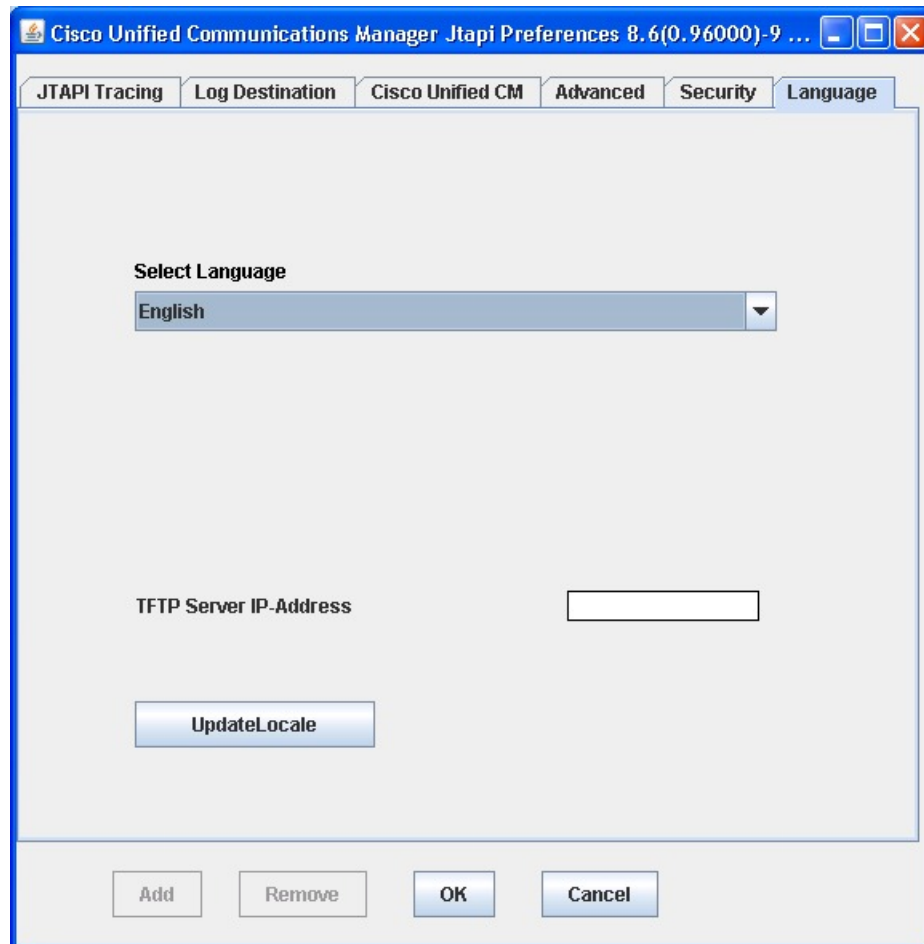 Cisco Unified Communications Manager Jtapi Preferences 8.6(0.96000)-9 ...
JTAPI Tracing Log Destination Cisco Unified CM Advanced Security Language
Select Language
English
TFTP Server IP-Address
UpdateLocale
Add Remove OK Cancel